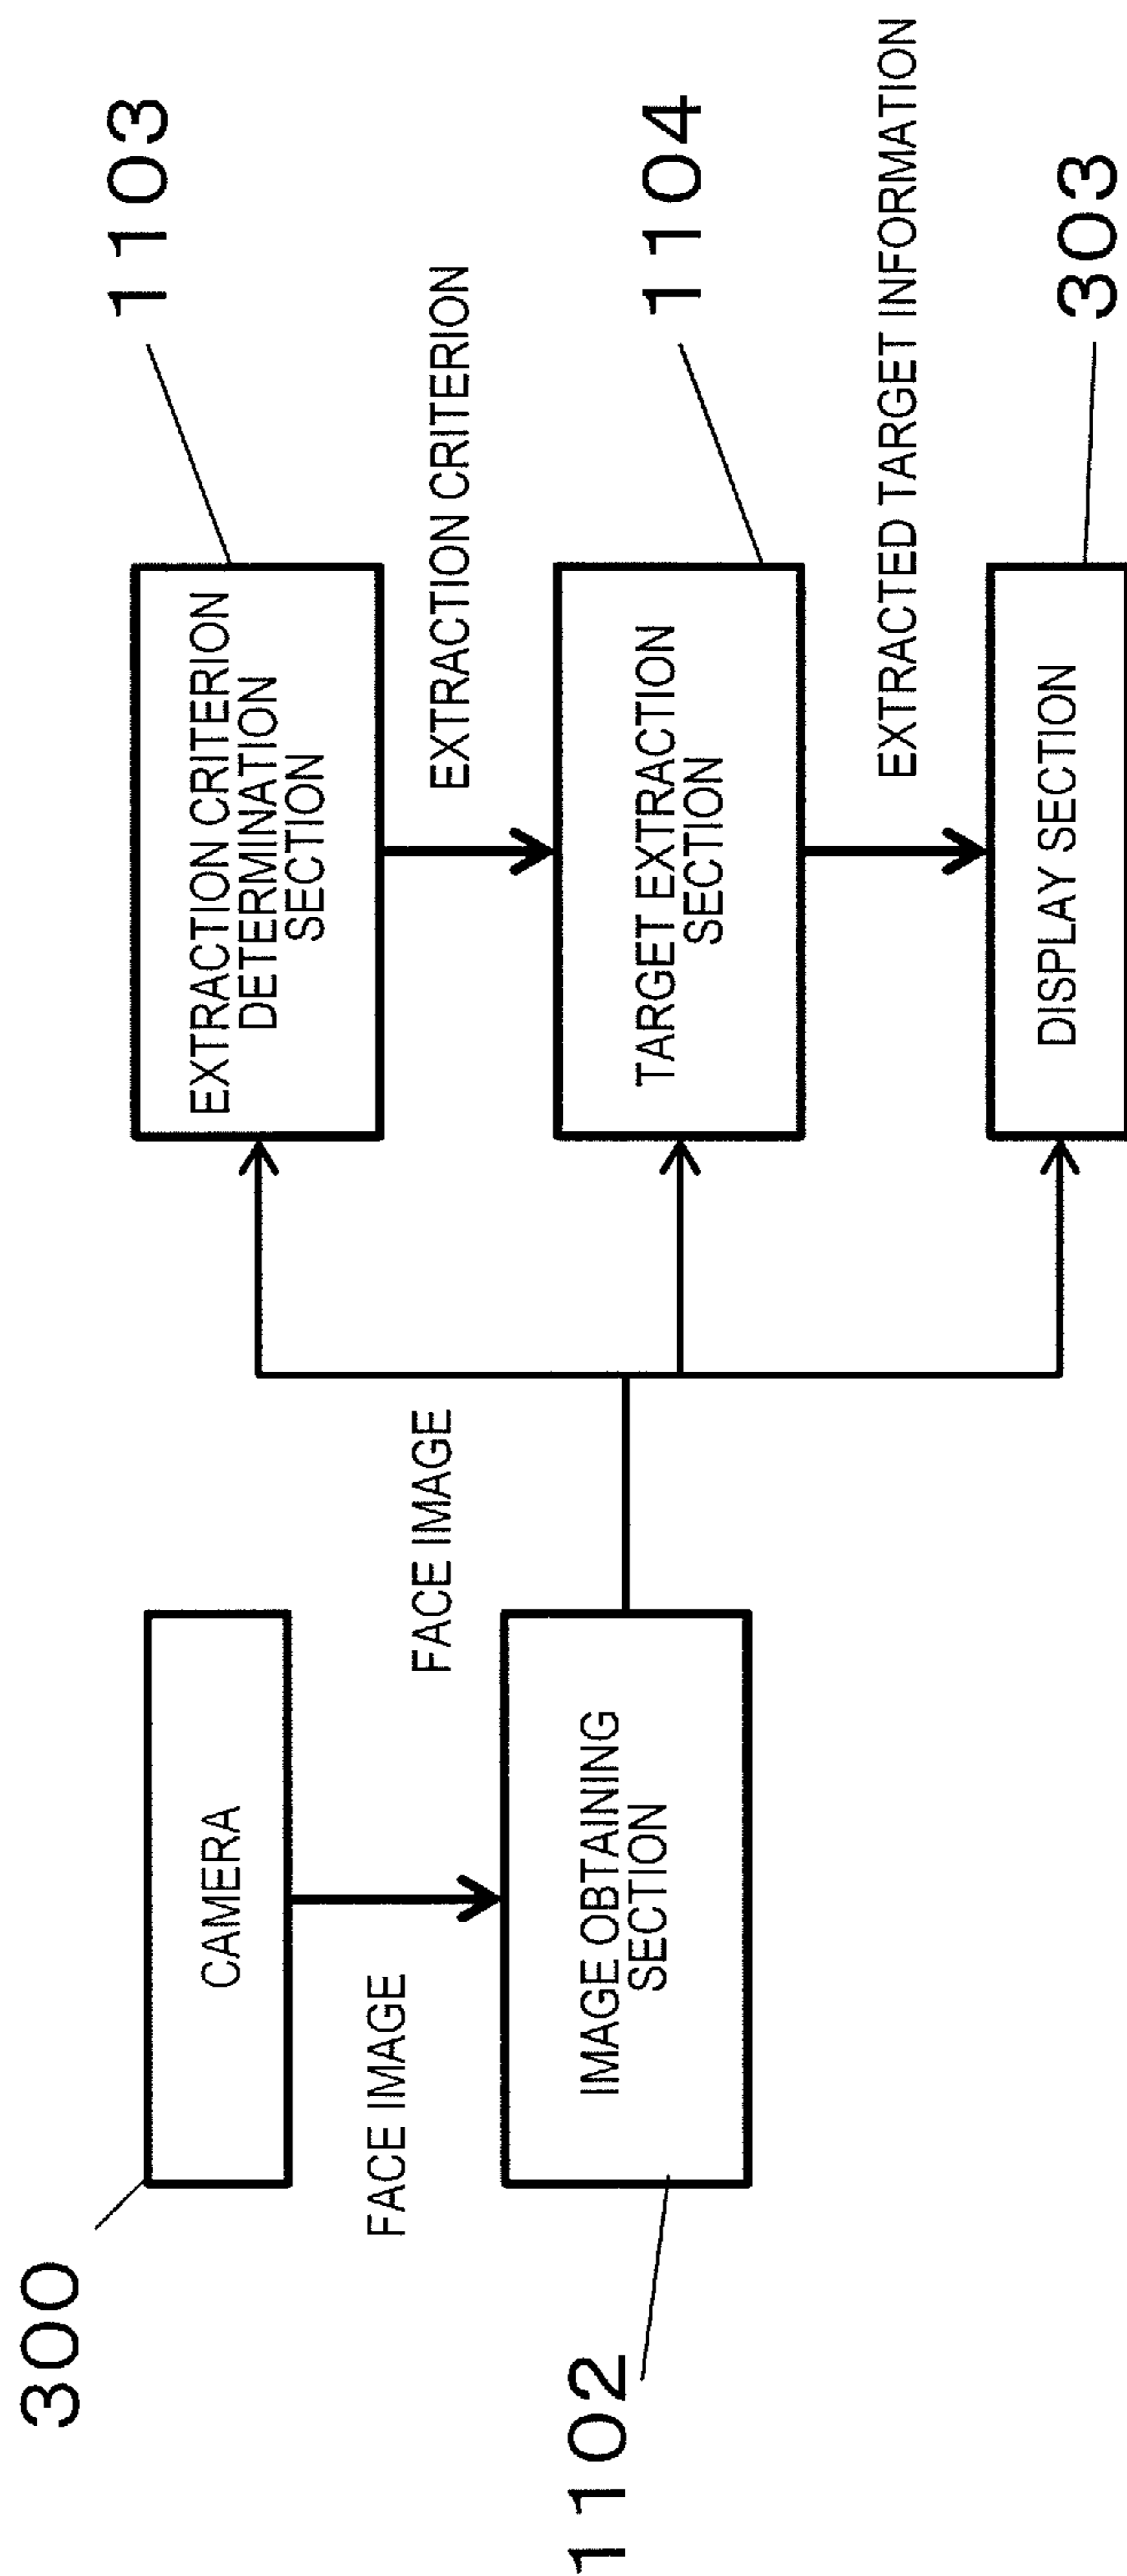 300
CAMERA
FACE IMAGE
1102
IMAGE OBTAINING
SECTION
FACE IMAGE
1103
EXTRACTION CRITERION
DETERMINATION
SECTION
EXTRACTION CRITERION
1104
TARGET EXTRACTION
SECTION
EXTRACTED TARGET INFORMATION
303
DISPLAY SECTION